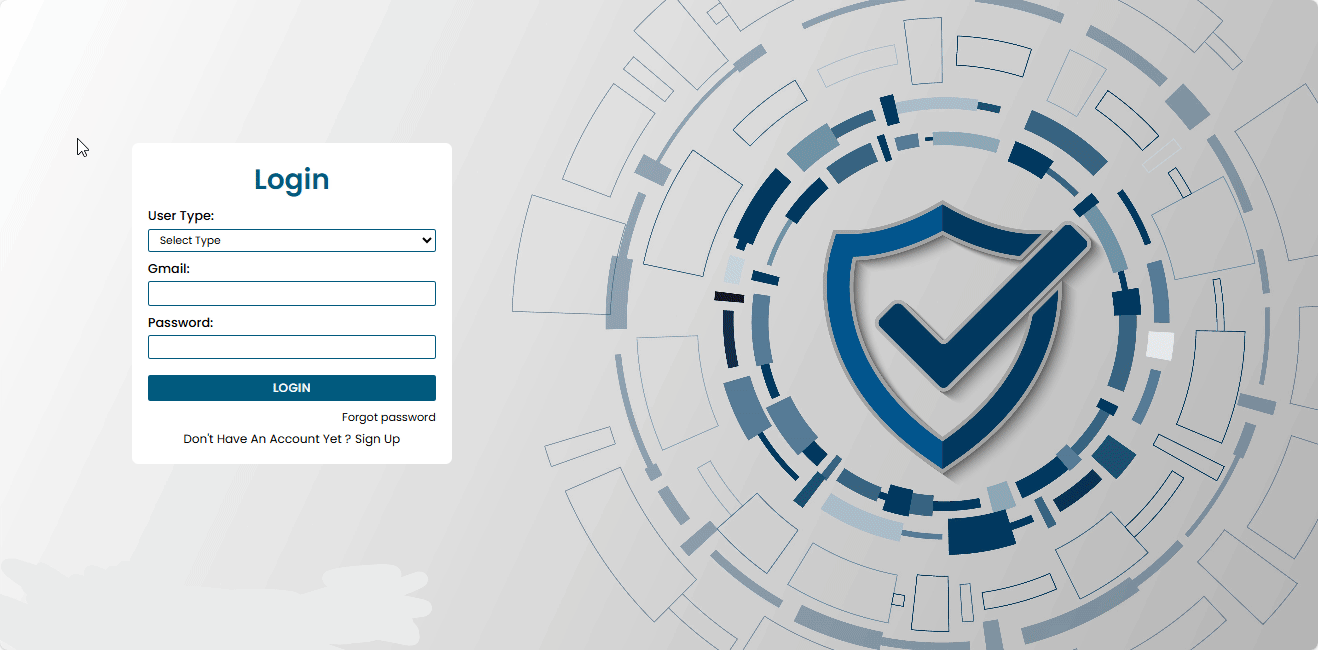 Login
User Type:
Select Type
Gmail:
Password:
LOGIN
Forgot password
Don't Have An Account Yet ? Sign Up